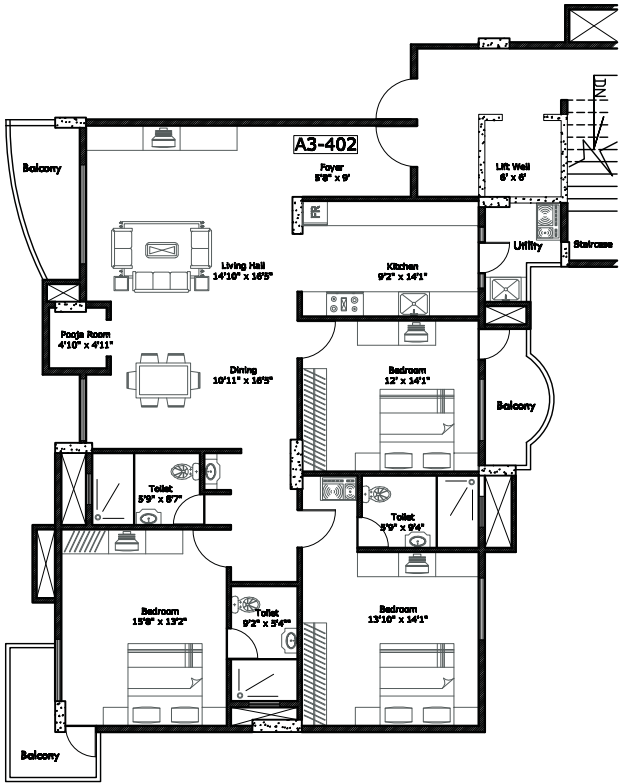 DN
A3-402
Balcony
Foyer
5'8" x 9'
Lift Well
6' x 6'
FR
Utility
Staircase
Living Hall
14'10" x 16'5"
Kitchen
9'2" x 14'1"
Pooja Room
4'10" x 4'11"
Dining
10'11" x 16'5"
Bedroom
12' x 14'1"
Balcony
Toilet
5'9" x 8'7"
Toilet
5'9" x 9'4"
Bedroom
15'8" x 13'2"
Toilet
9'2" x 5'4"
Bedroom
13'10" x 14'1"
Balcony